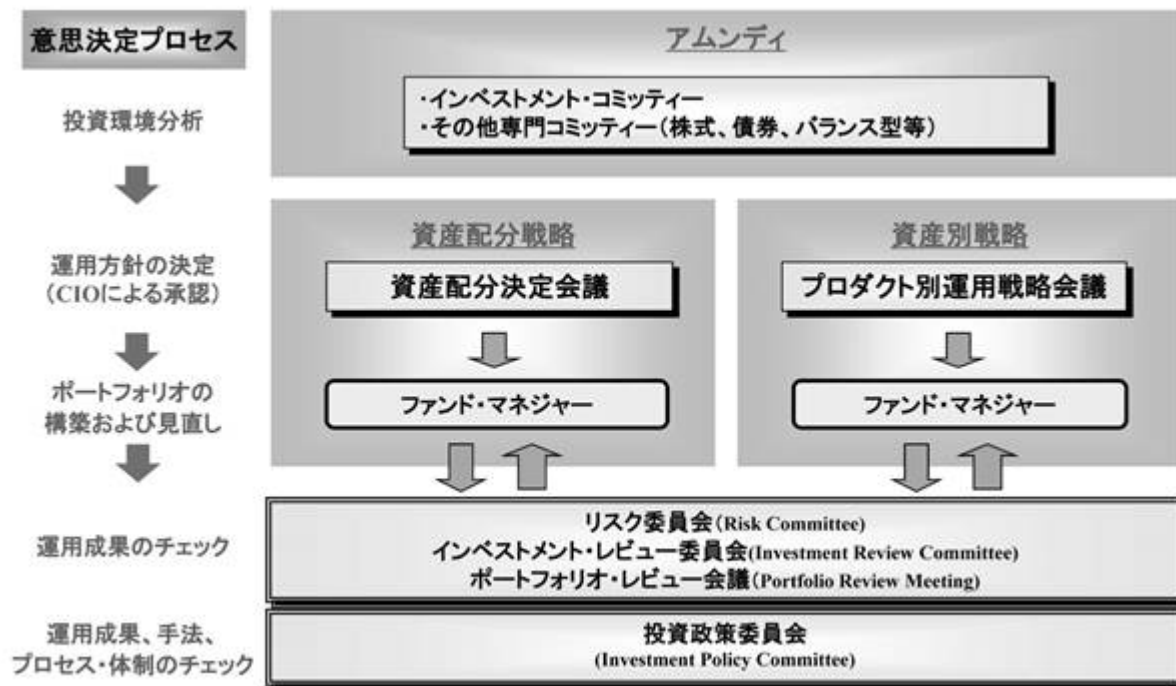 意思決定プロセス
アムンディ
投資環境分析
・インベストメント・コミッティー
・その他専門コミッティー（株式、債券、バランス型等）
運用方針の決定
（CIOによる承認）
資産配分戦略
資産配分決定会議
資産別戦略
プロダクト別運用戦略会議
ポートフォリオの
構築および見直し
ファンド・マネジャー
ファンド・マネジャー
運用成果のチェック
リスク委員会（Risk Committee）
インベストメント・レビュー委員会(Investment Review Committee)
ポートフォリオ・レビュー会議（Portfolio Review Meeting）
運用成果、手法、
プロセス・体制のチェック
投資政策委員会
(Investment Policy Committee)